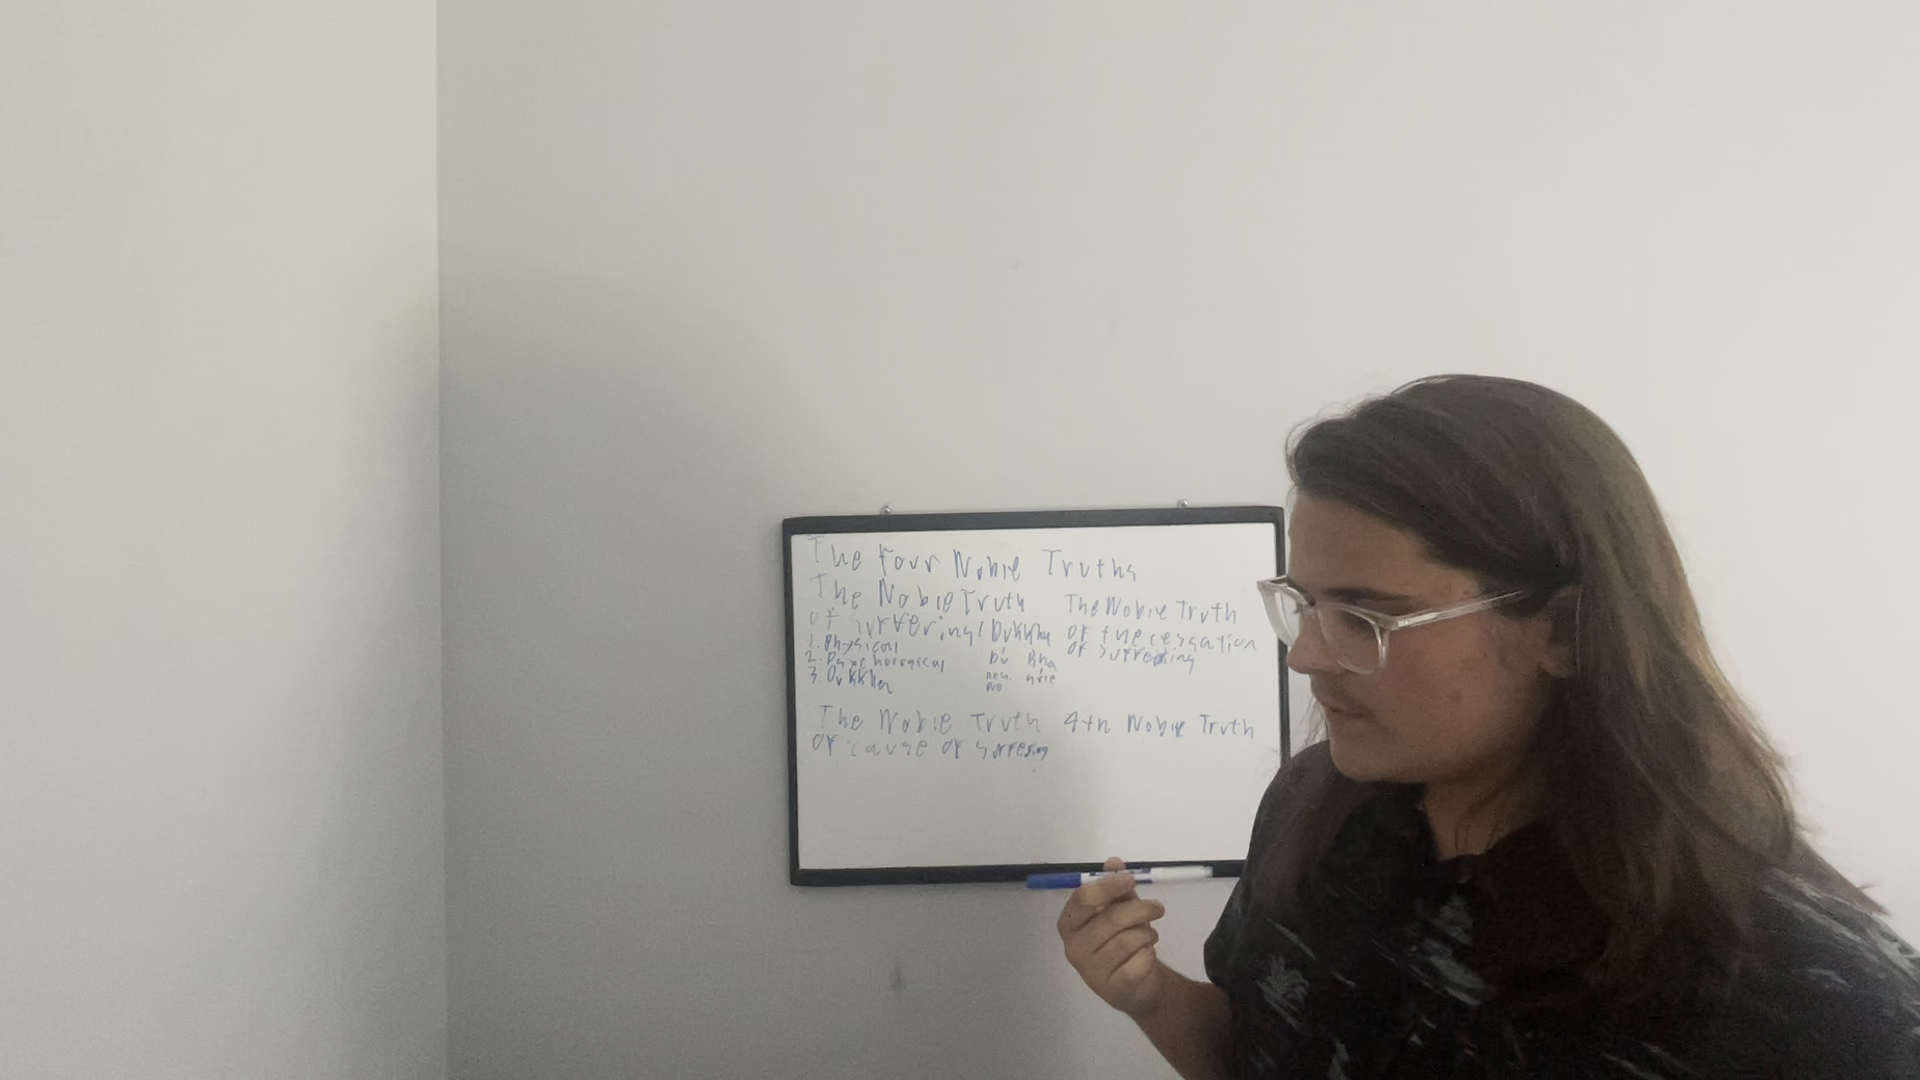 The Four Noble Truths
The Noble Truth
of suffering/Dukkha
1. Physical
2. Psychological
3. Dukkha
The Noble Truth
of the cessation
of suffering
The Noble Truth
of cause of suffering
4th Noble Truth